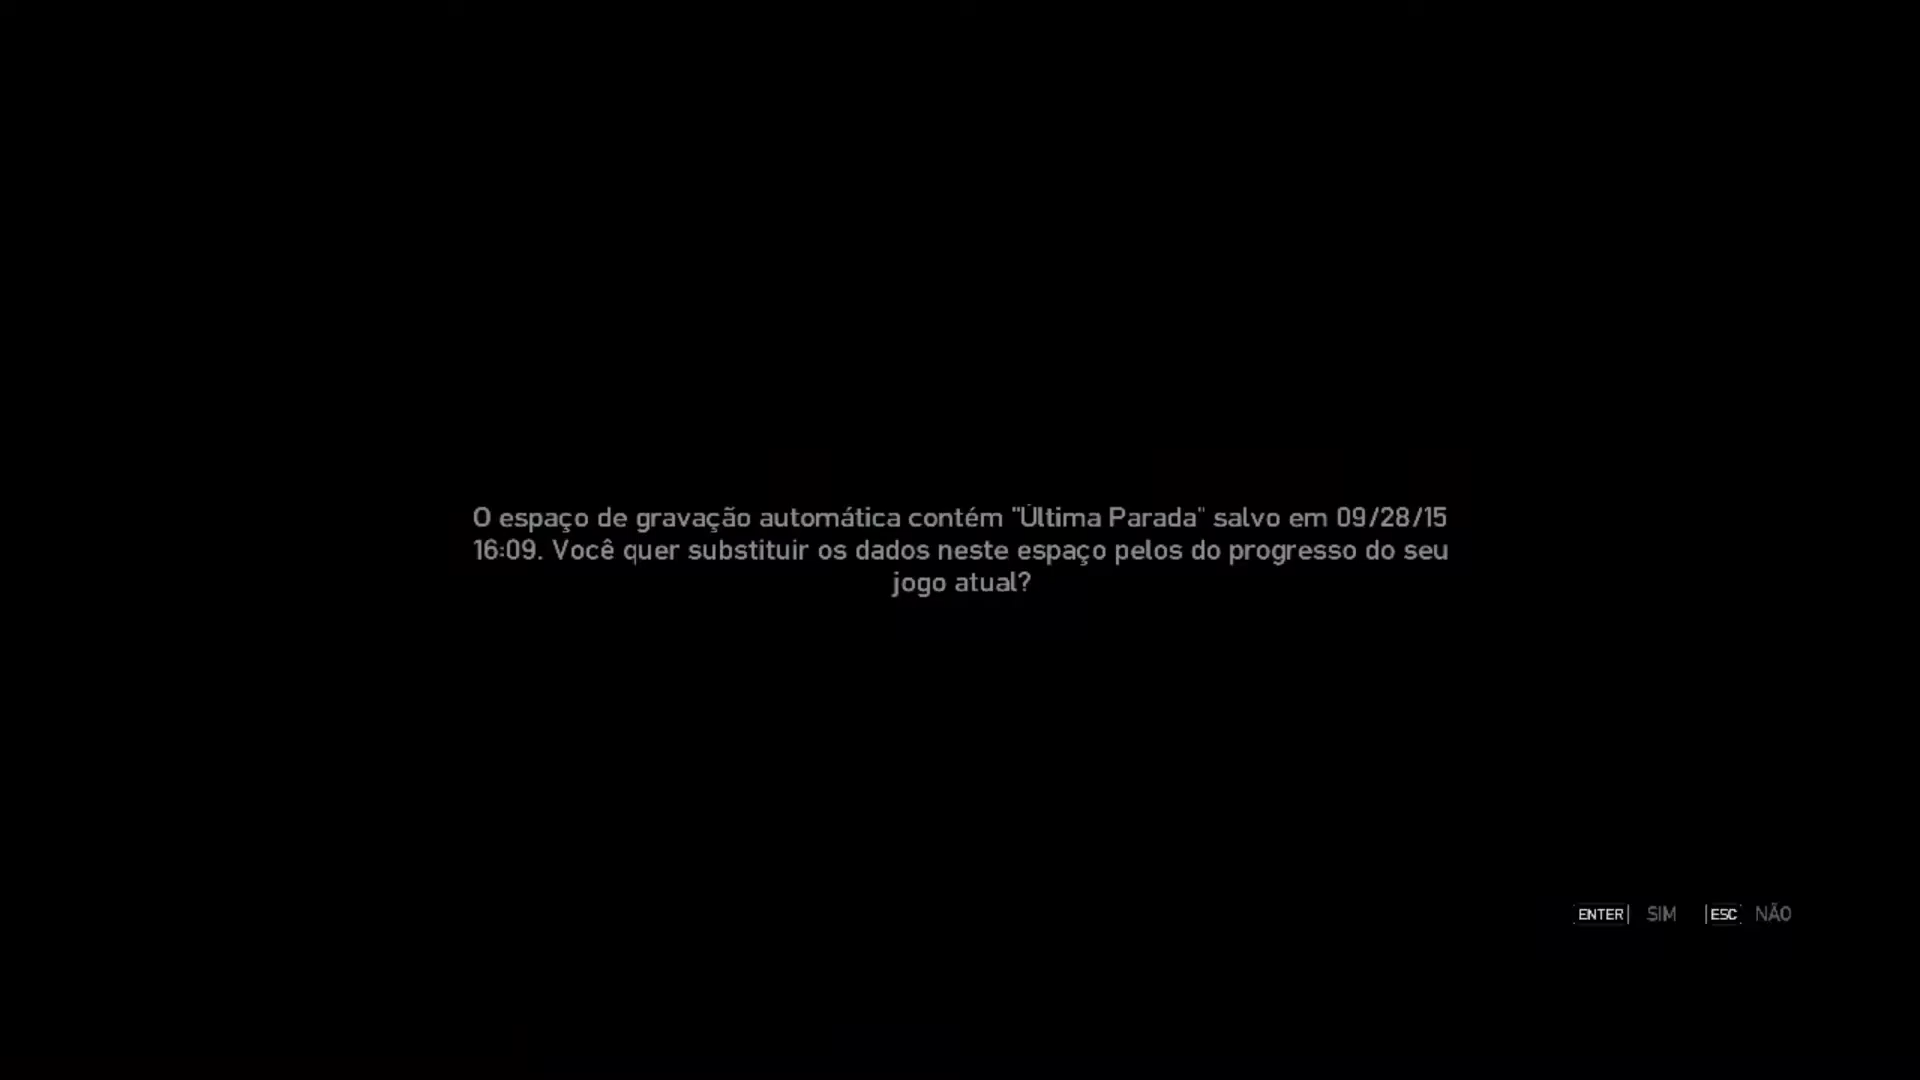 O espaço de gravação automática contém "Última Parada" salvo em 09/28/15
16:09. Você quer substituir os dados neste espaço pelos do progresso do seu
jogo atual?
ENTER SIM ESC NÃO